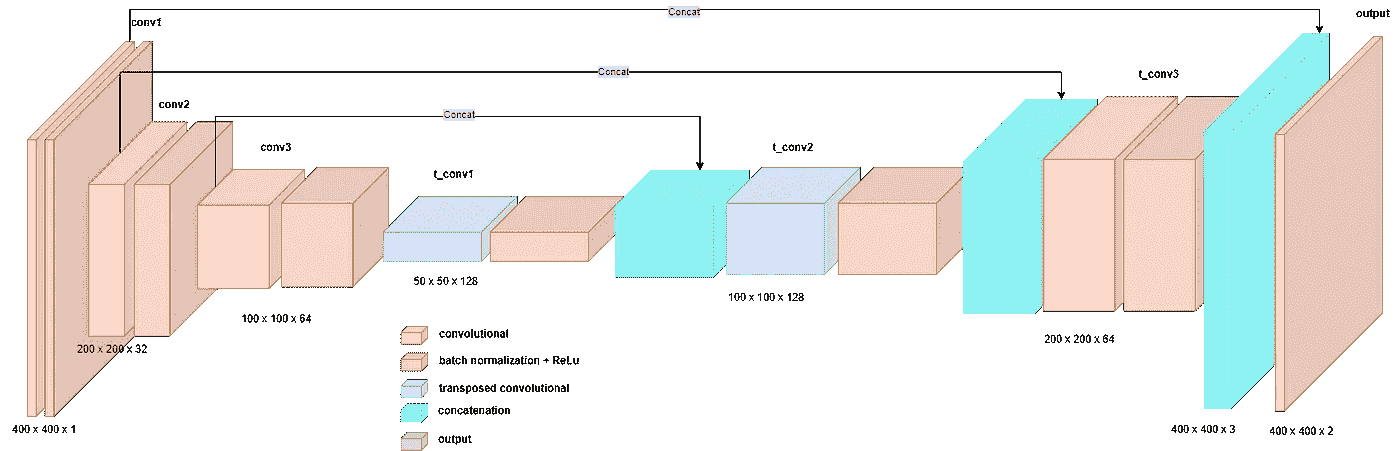 Concat
output
conv1
Concat
t_conv3
conv2
Concat
conv3
t_conv2
t_conv1
50 x 50 x 128
100 x 100 x 128
100 x 100 x 64
200 x 200 x 64
200 x 200 x 32
400 x 400 x 1
400 x 400 x 3
400 x 400 x 2
convolutional
batch normalization + ReLu
transposed convolutional
concatenation
output